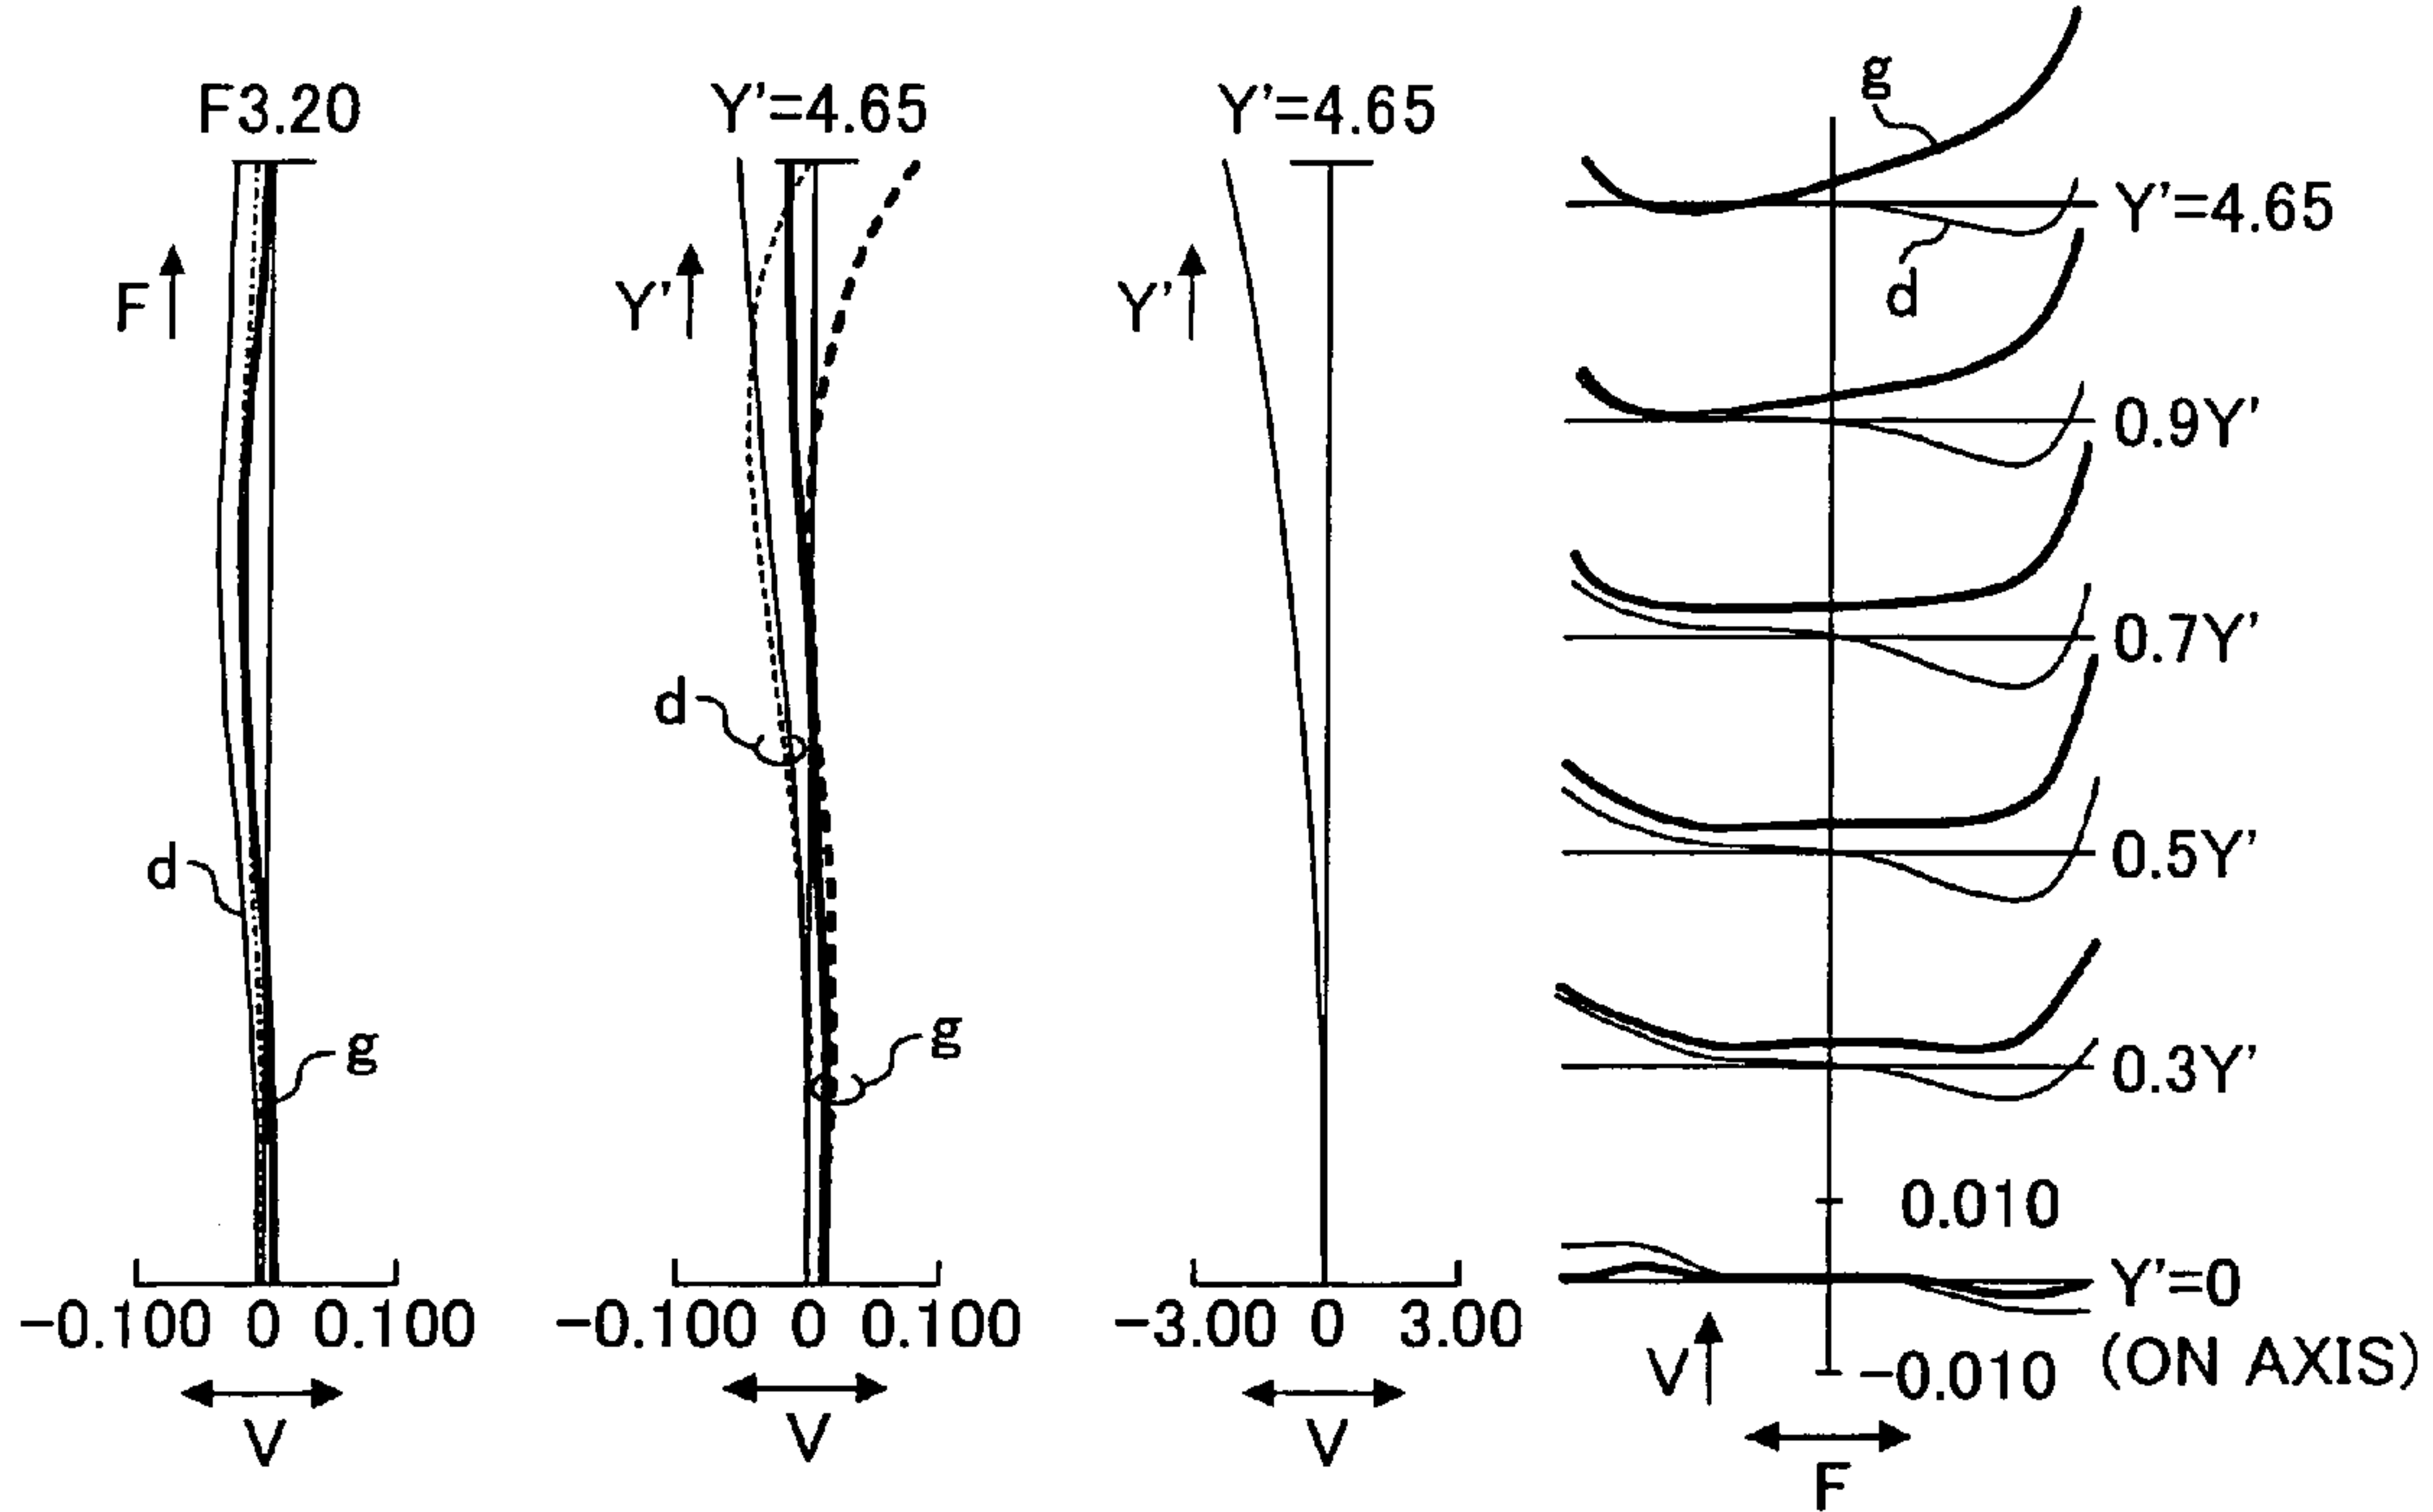 F3.20
F
d
g
-0.100 0 0.100
V
Y'=4.65
Y'
d
g
-0.100 0 0.100
V
Y'=4.65
Y'
-3.00 0 3.00
V
g
Y'=4.65
d
0.9Y'
0.7Y'
0.5Y'
0.3Y'
0.010
Y'=0
(ON AXIS)
-0.010
V
F